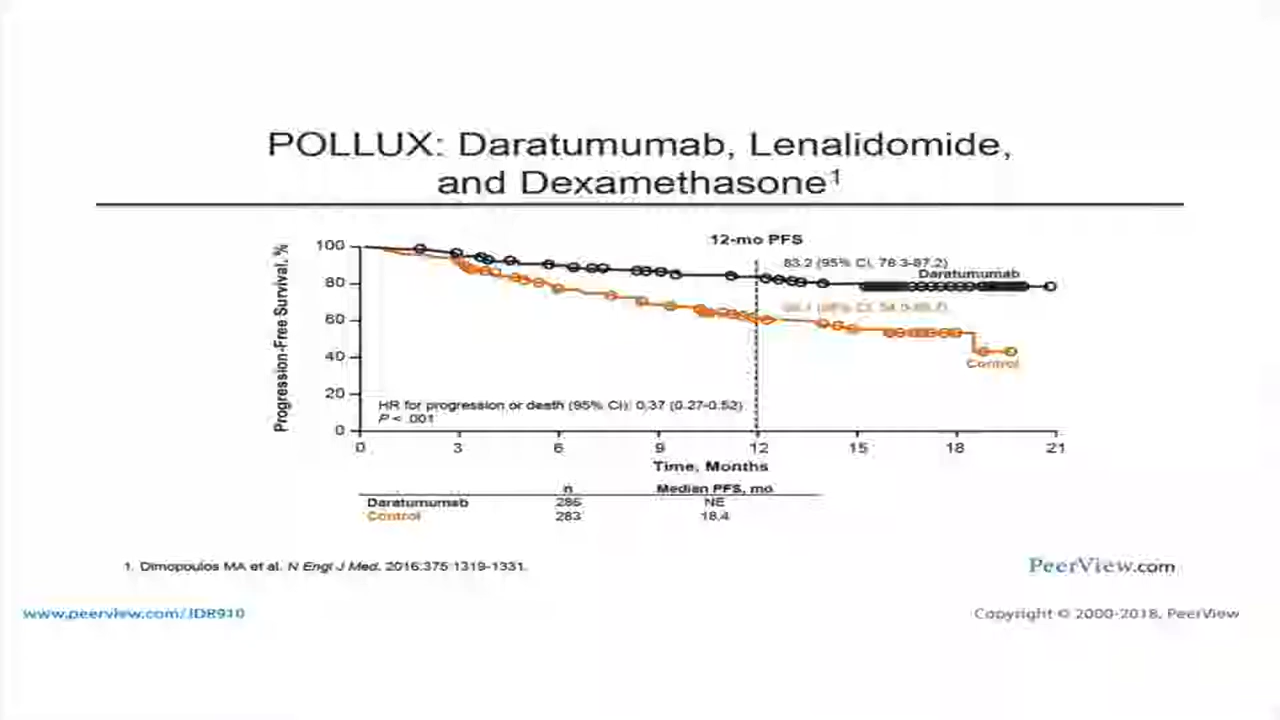 POLLUX: Daratumumab, Lenalidomide,
and Dexamethasone¹
12-mo PFS
83.2 (95% CI, 78.3-87.2)
Daratumumab
Control
Progression-Free Survival, %
100
80
60
40
20
0
HR for progression or death (95% CI): 0.37 (0.27-0.52)
P < .001
0 3 6 9 12 15 18 21
Time, Months
n Median PFS, mo
Daratumumab 286 NE
Control 283 18.4
1. Dimopoulos MA et al. N Engl J Med. 2016;375:1319-1331.
PeerView.com
www.peerview.com/JDR910
Copyright © 2000-2018, PeerView